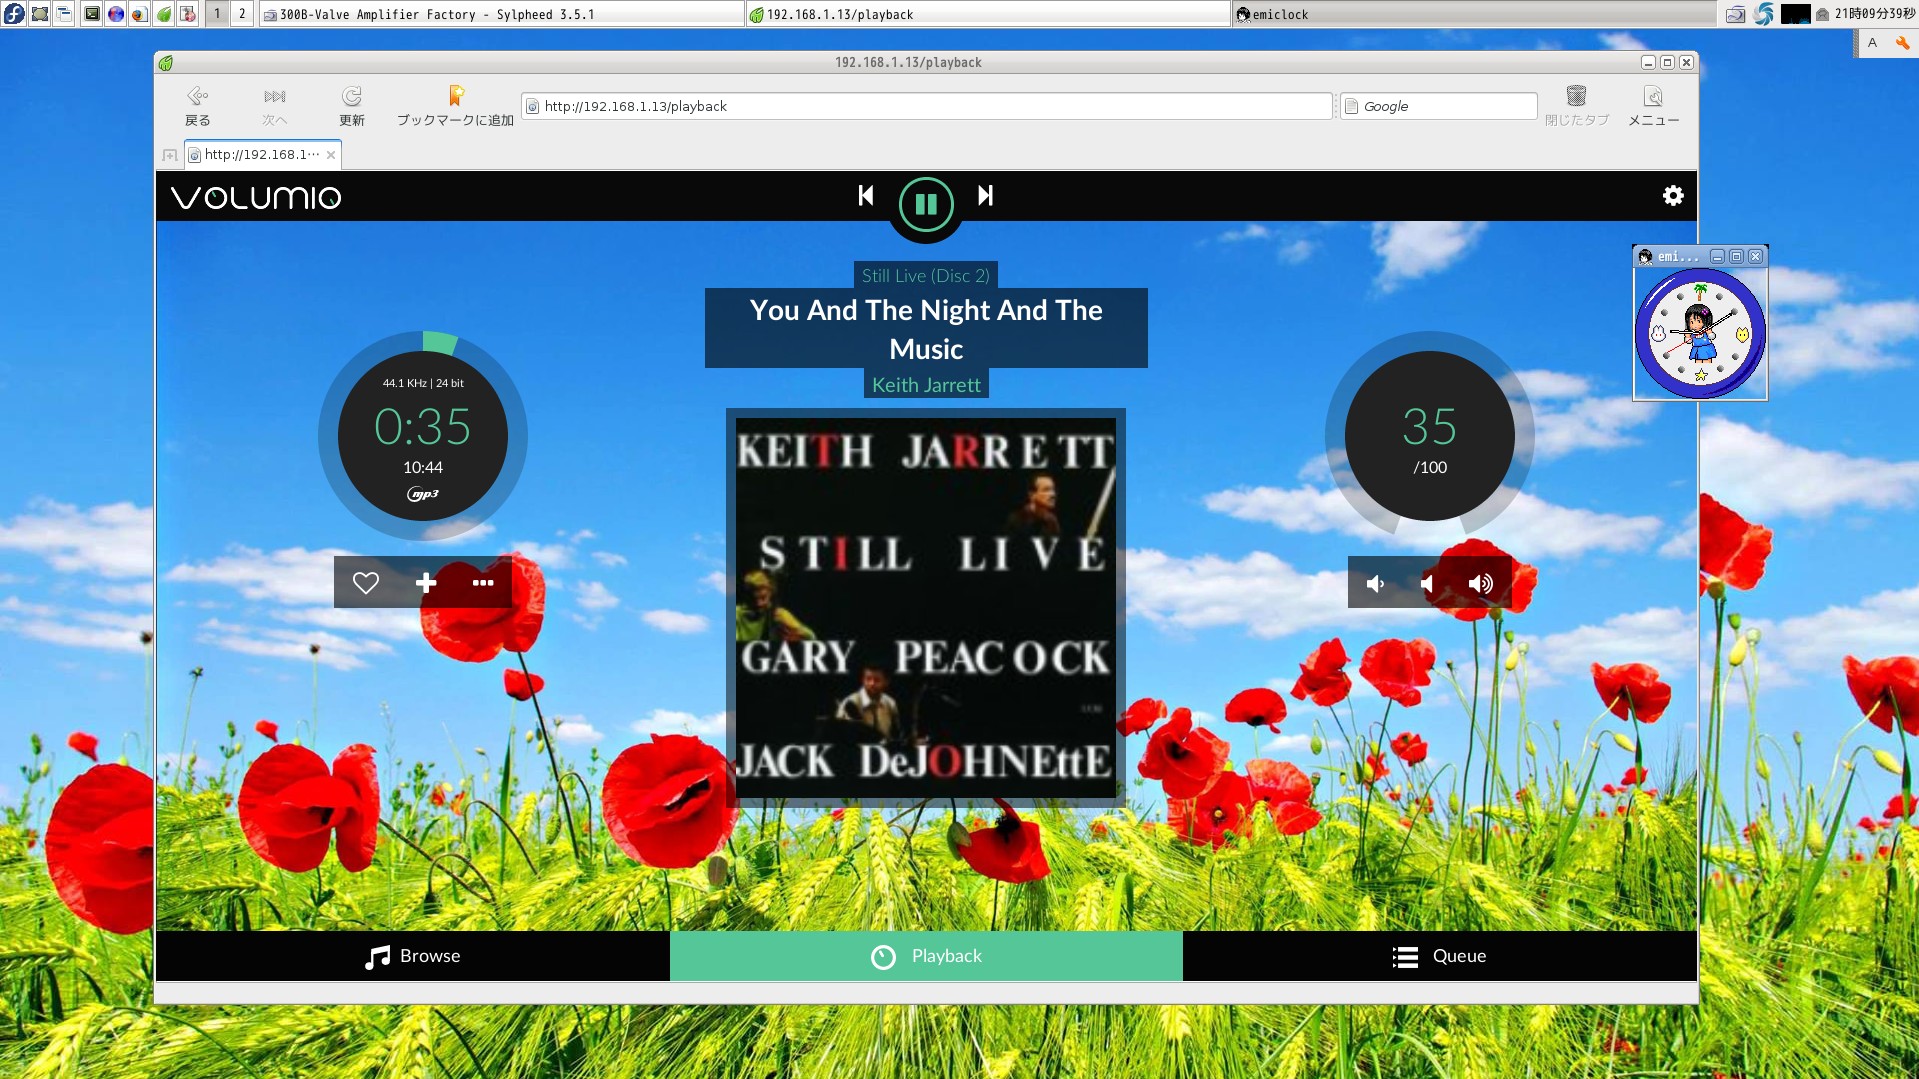 1
2
300B-Valve Amplifier Factory - Sylpheed 3.5.1
192.168.1.13/playback
emiclock
21時09分39秒
A
192.168.1.13/playback
戻る
次へ
更新
ブックマークに追加
http://192.168.1.13/playback
Google
閉じたタブ
メニュー
http://192.168.1⋯
VOLUMIO
Still Live (Disc 2)
You And The Night And The
Music
Keith Jarrett
44.1 KHz | 24 bit
0:35
10:44
mp3
KEITH JARRETT
STILL LIVE
GARY PEACOCK
JACK DeJOHNEttE
35
/100
emi...
Browse
Playback
Queue